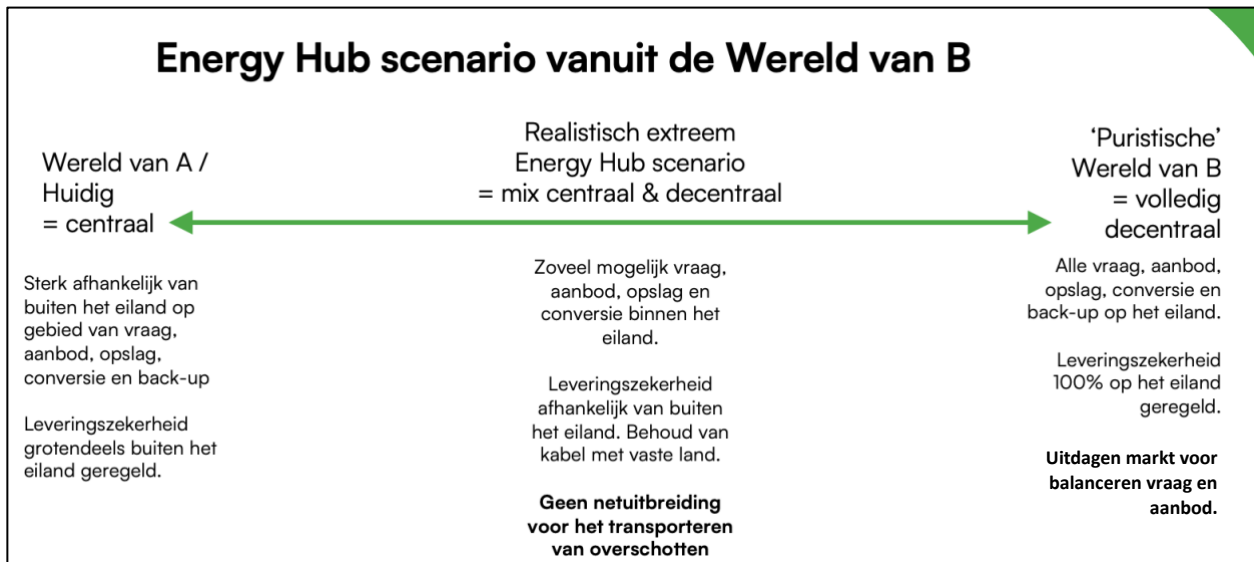 Energy Hub scenario vanuit de Wereld van B
Wereld van A /
Huidig
= centraal
Realistisch extreem
Energy Hub scenario
= mix centraal & decentraal
‘Puristische’
Wereld van B
= volledig
decentraal
Sterk afhankelijk van
buiten het eiland op
gebied van vraag,
aanbod, opslag,
conversie en back-up
Leveringszekerheid
grotendeels buiten het
eiland geregeld.
Zoveel mogelijk vraag,
aanbod, opslag en
conversie binnen het
eiland.
Leveringszekerheid
afhankelijk van buiten
het eiland. Behoud van
kabel met vaste land.
Geen netuitbreiding
voor het transporteren
van overschotten
Alle vraag, aanbod,
opslag, conversie en
back-up op het eiland.
Leveringszekerheid
100% op het eiland
geregeld.
Uitdagen markt voor
balanceren vraag en
aanbod.